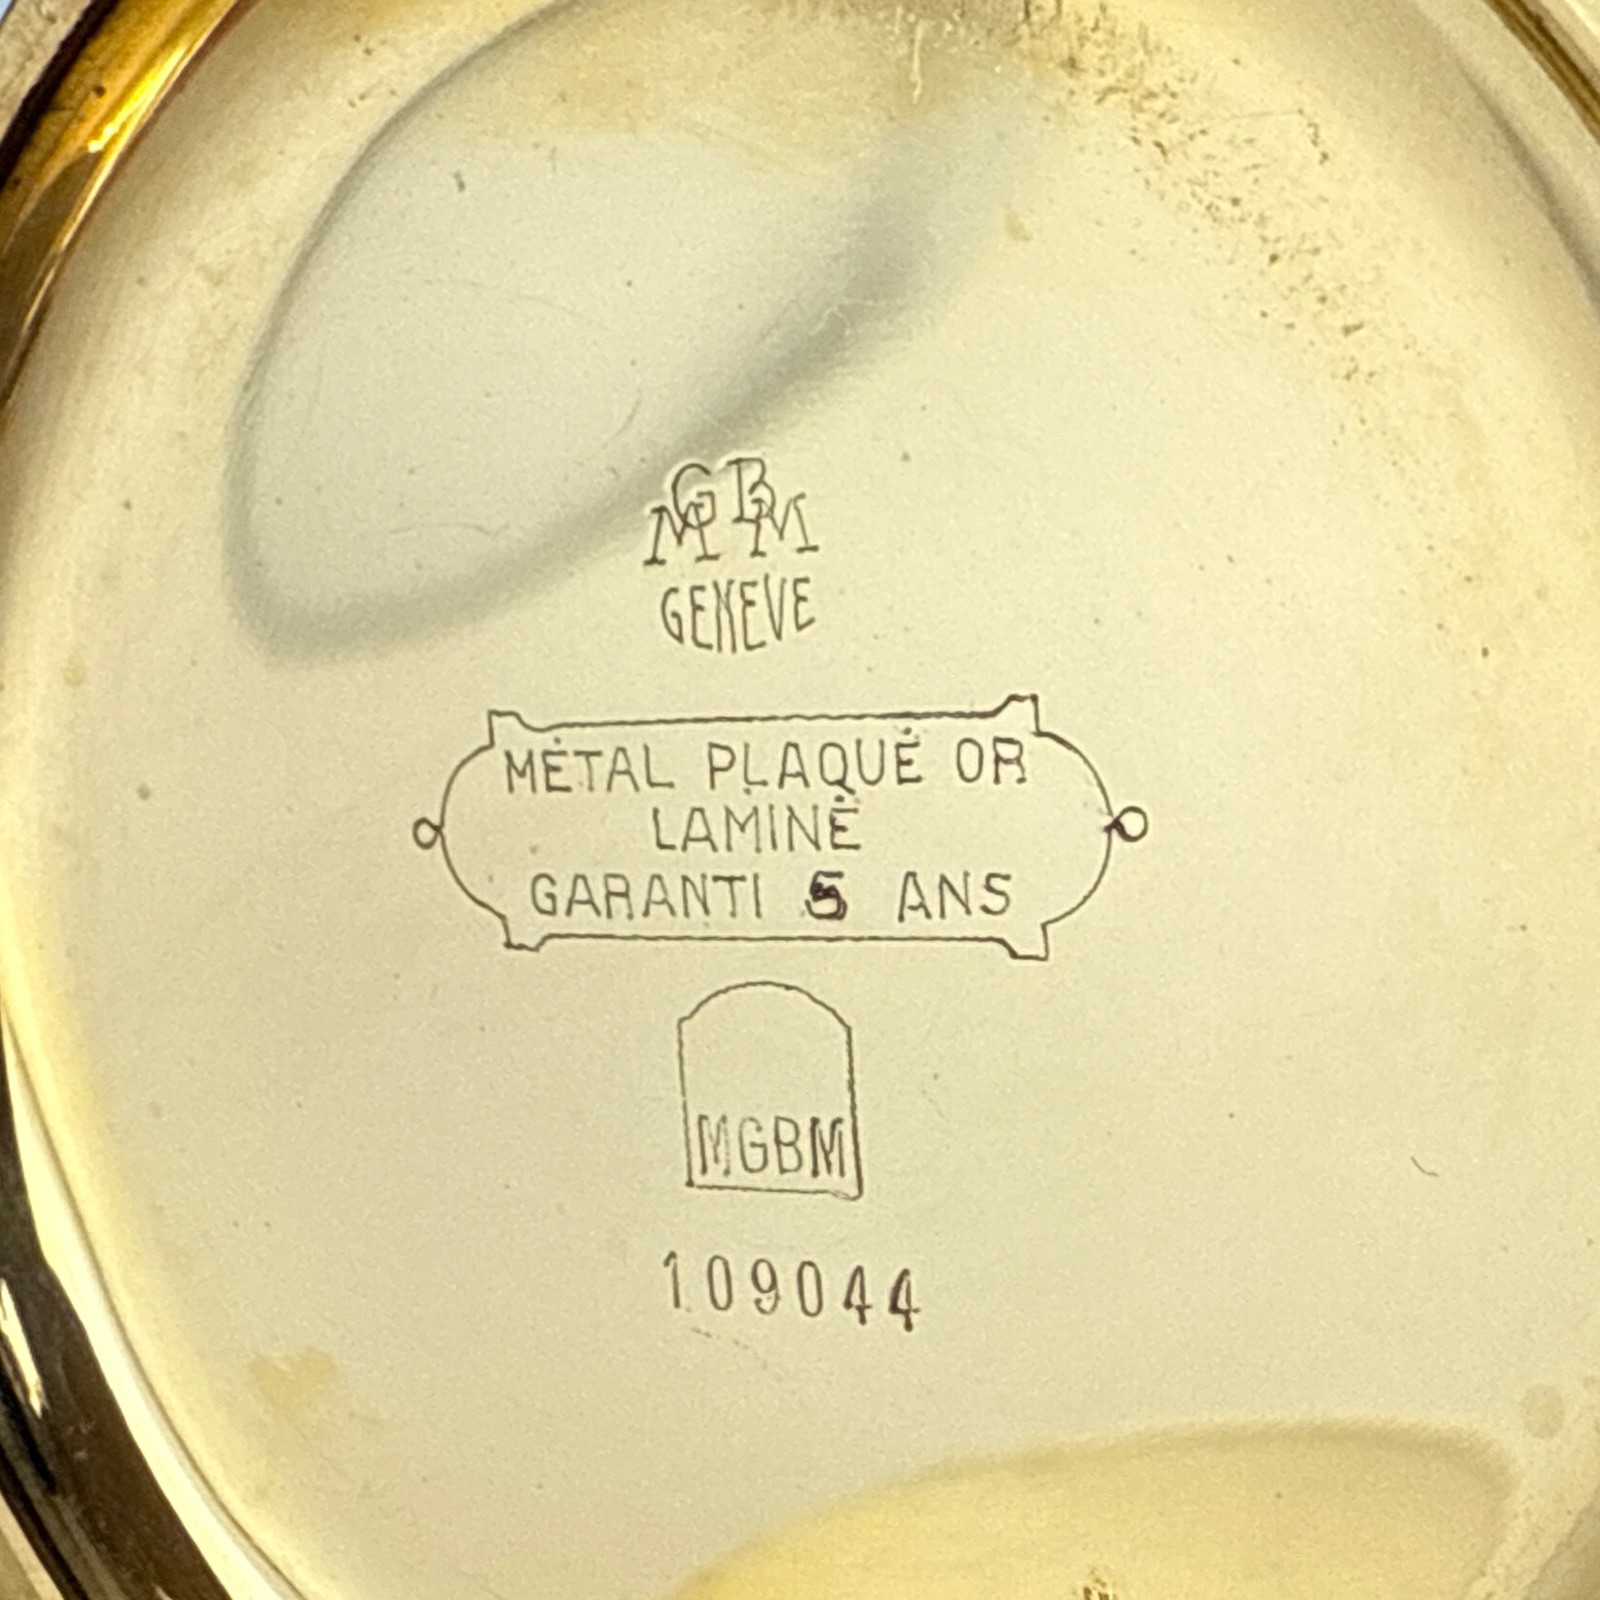 MGBM
GENEVE
MÉTAL PLAQUÉ OR
LAMINÉ
GARANTI 5 ANS
MGBM
109044